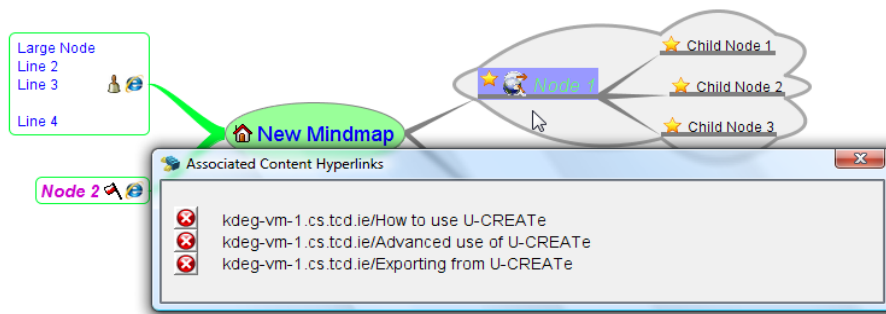 Large Node
Line 2
Line 3
Line 4
New Mindmap
Node 1
Child Node 1
Child Node 2
Child Node 3
Node 2
Associated Content Hyperlinks
kdeg-vm-1.cs.tcd.ie/How to use U-CREATe
kdeg-vm-1.cs.tcd.ie/Advanced use of U-CREATe
kdeg-vm-1.cs.tcd.ie/Exporting from U-CREATe